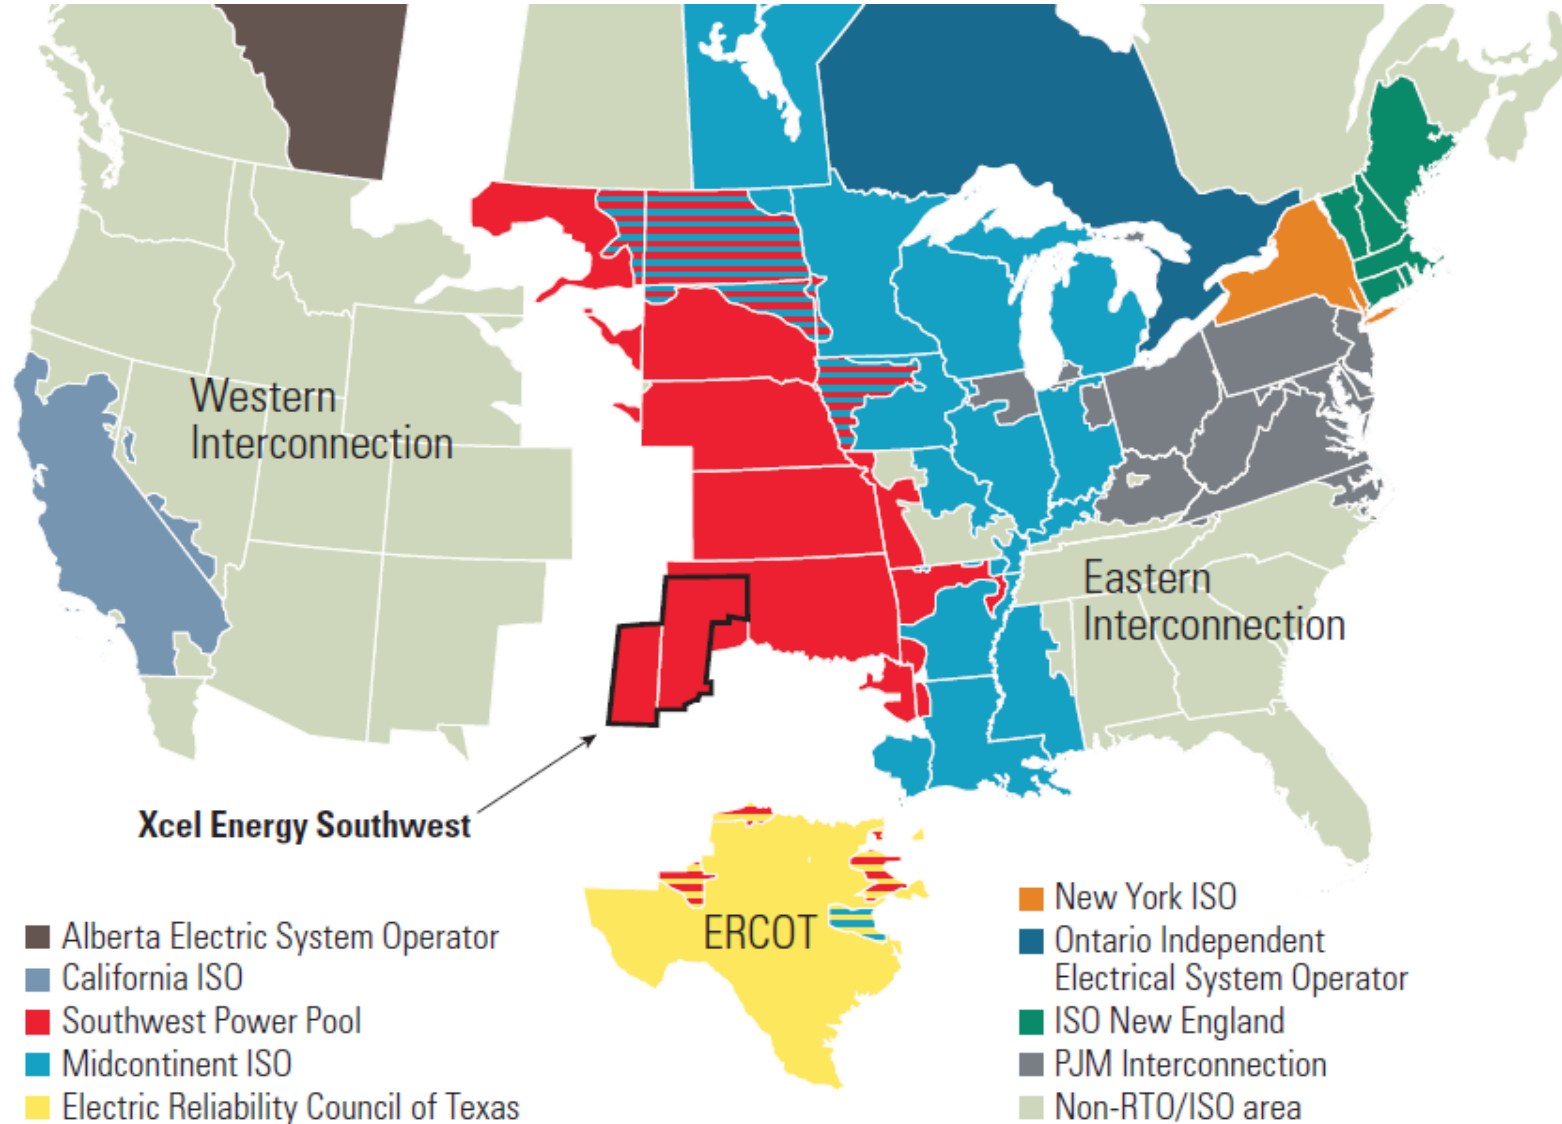 Western
Interconnection
Eastern
Interconnection
Xcel Energy Southwest
ERCOT
Alberta Electric System Operator
California ISO
Southwest Power Pool
Midcontinent ISO
Electric Reliability Council of Texas
New York ISO
Ontario Independent
Electrical System Operator
ISO New England
PJM Interconnection
Non-RTO/ISO area